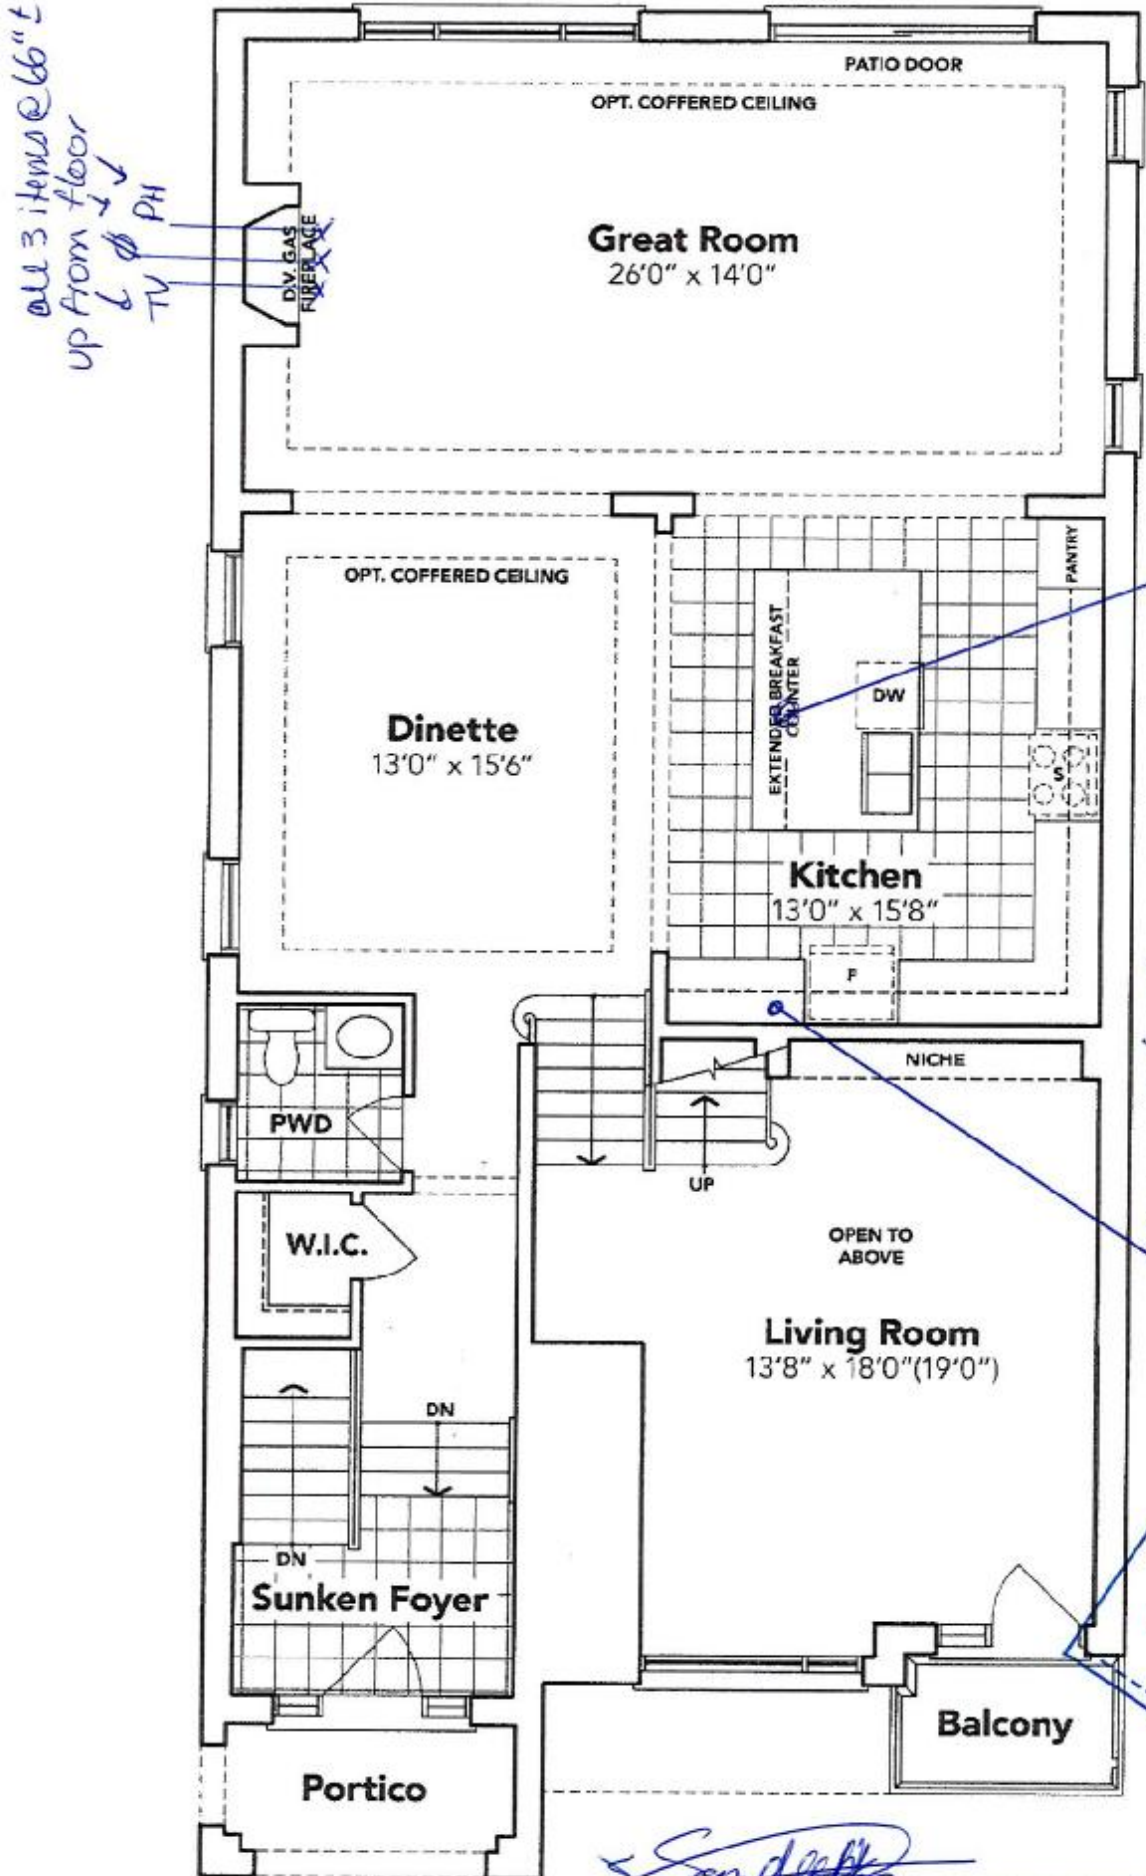 all 3 items @ 66" ±
up from floor
TV
PH
PATIO DOOR
OPT. COFFERED CEILING
D.V. GAS
FIREPLACE
Great Room
26'0" x 14'0"
OPT. COFFERED CEILING
PANTRY
EXTENDED BREAKFAST
COUNTER
DW
Dinette
13'0" x 15'6"
S
Kitchen
13'0" x 15'8"
F
NICHE
PWD
UP
W.I.C.
OPEN TO
ABOVE
Living Room
13'8" x 18'0"(19'0")
DN
DN
Sunken Foyer
Balcony
Portico